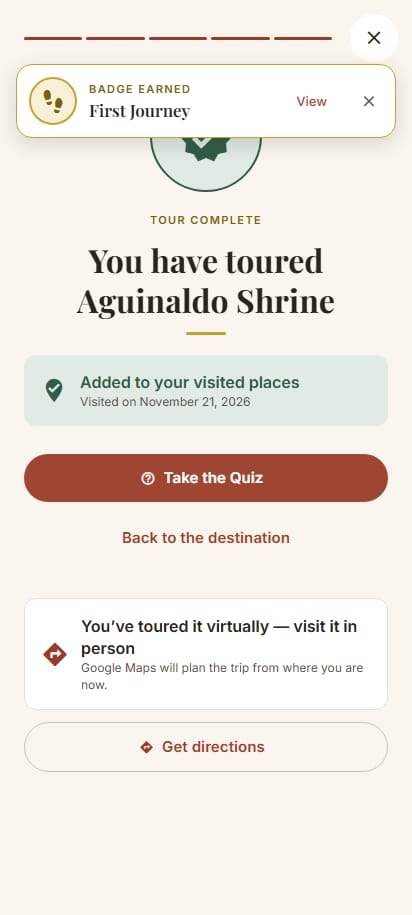 BADGE EARNED
First Journey
View
TOUR COMPLETE
You have toured
Aguinaldo Shrine
Added to your visited places
Visited on November 21, 2026
Take the Quiz
Back to the destination
You’ve toured it virtually — visit it in
person
Google Maps will plan the trip from where you are
now.
Get directions